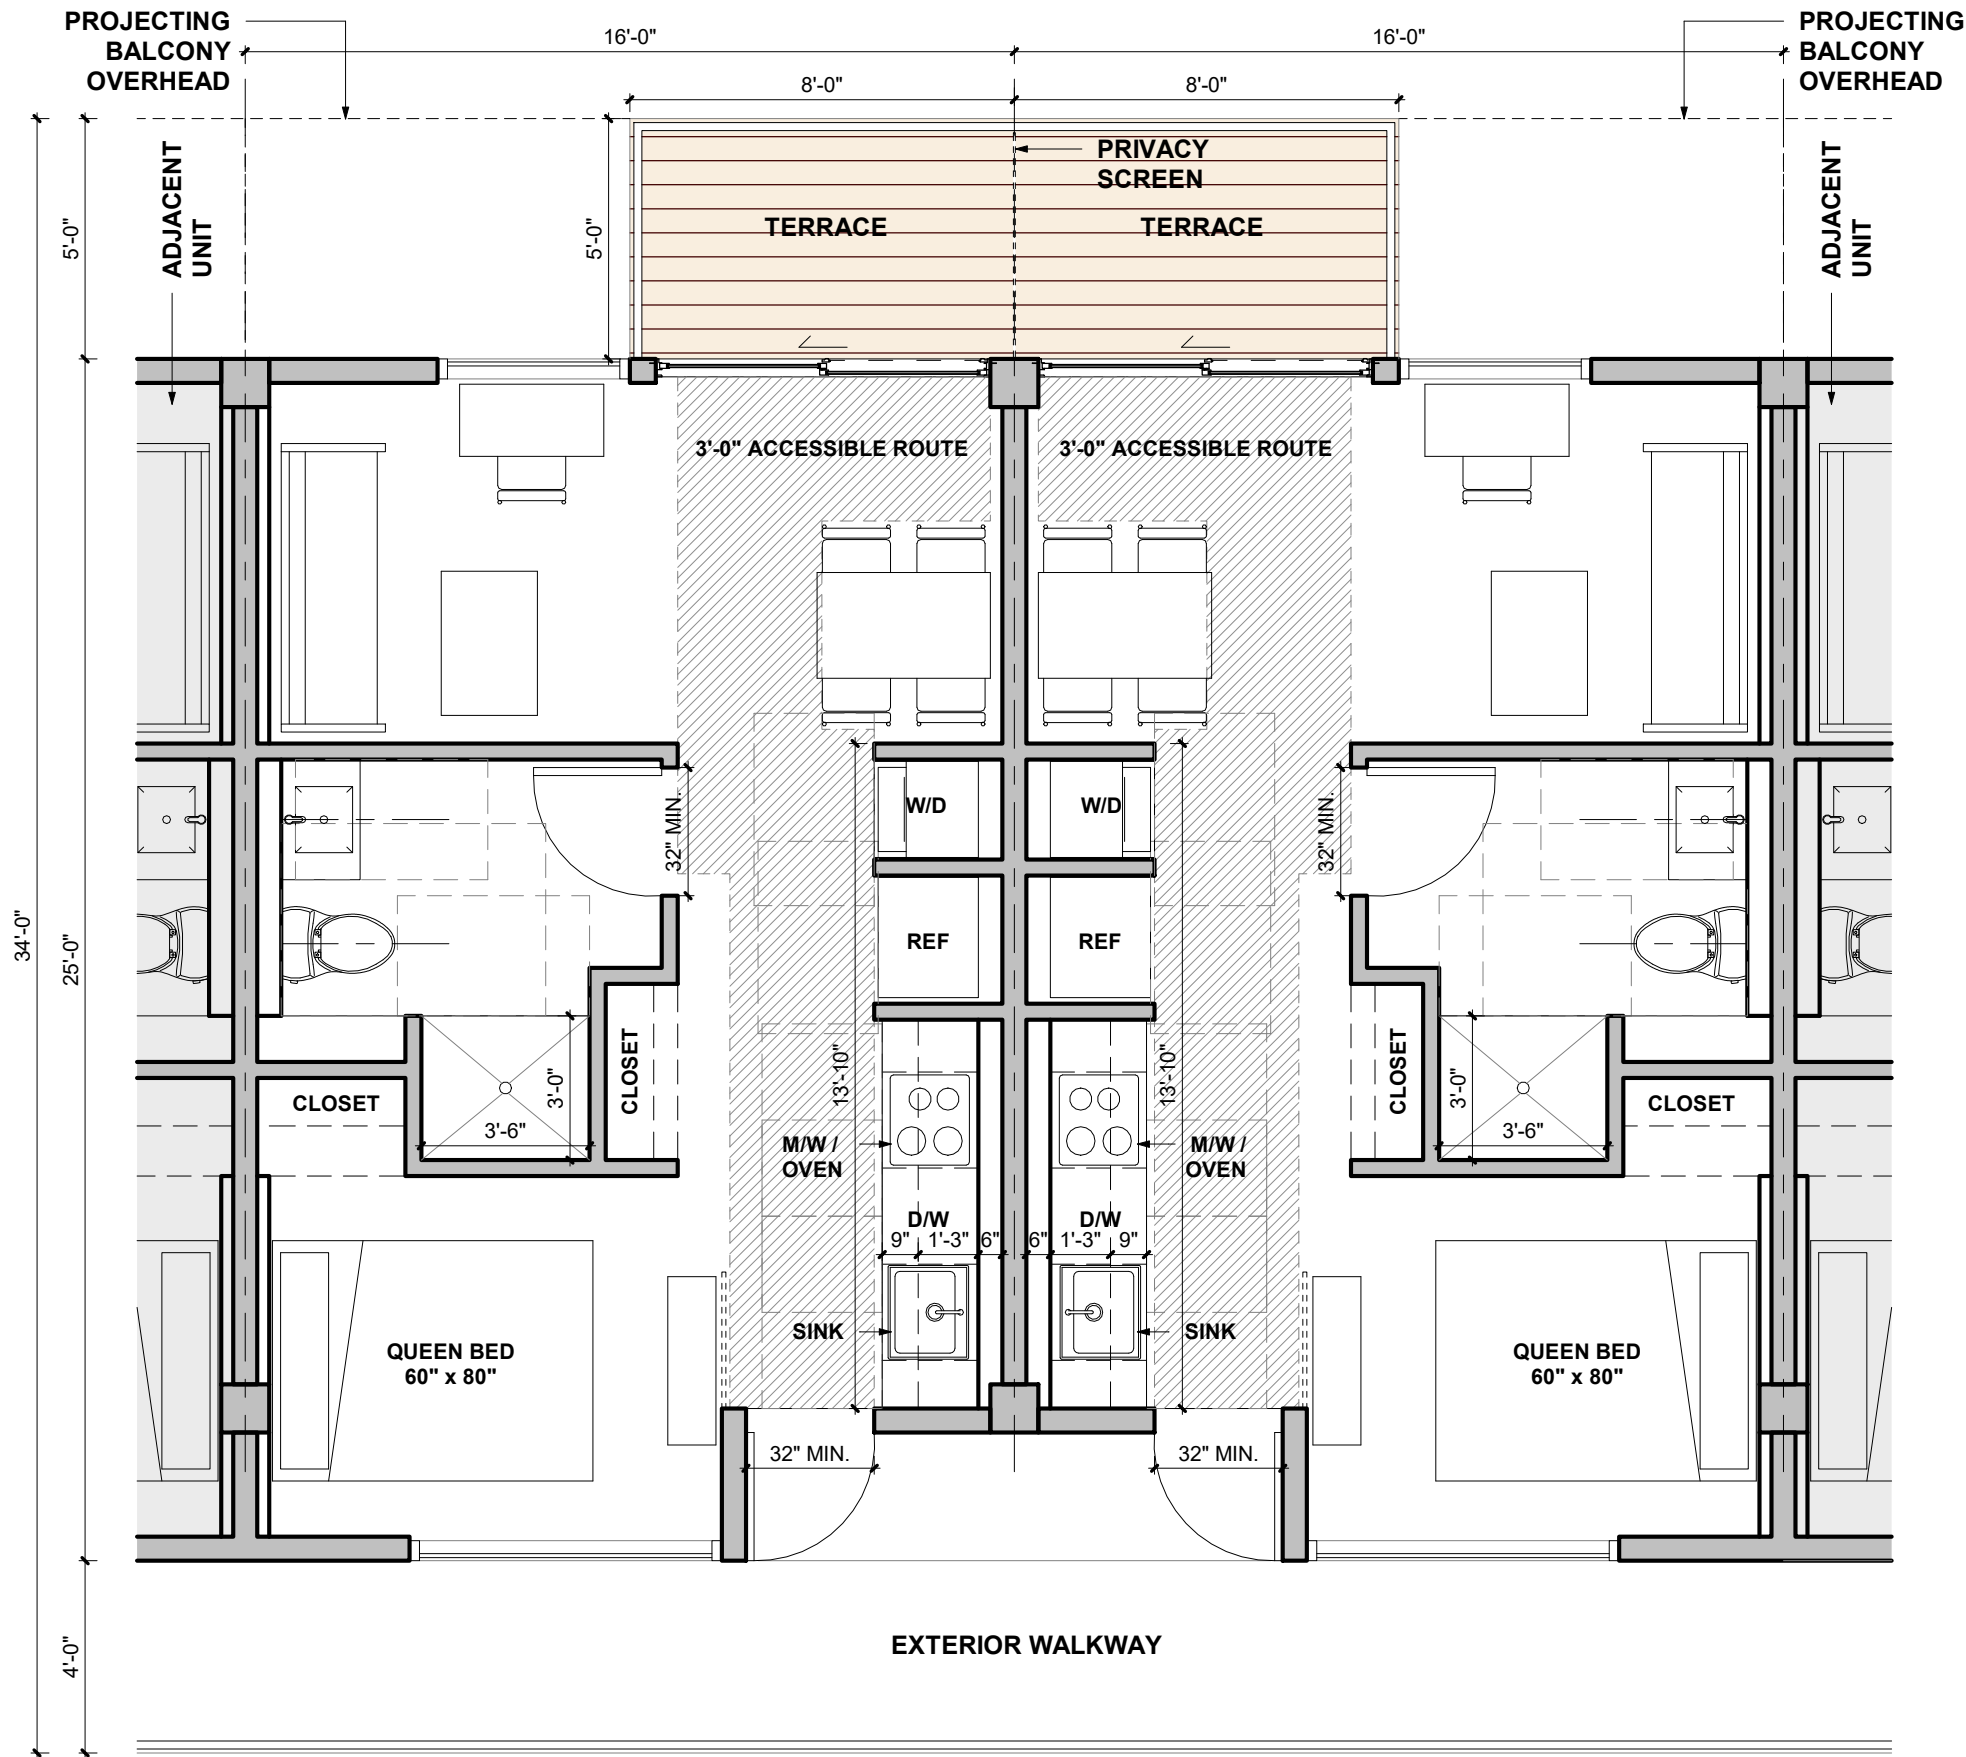 PROJECTING
BALCONY
OVERHEAD
16'-0"
16'-0"
PROJECTING
BALCONY
OVERHEAD
8'-0"
8'-0"
ADJACENT
UNIT
5'-0"
5'-0"
PRIVACY
SCREEN
TERRACE
TERRACE
ADJACENT
UNIT
3'-0" ACCESSIBLE ROUTE
3'-0" ACCESSIBLE ROUTE
32" MIN.
W/D
W/D
32" MIN.
34'-0"
25'-0"
REF
REF
CLOSET
3'-0"
3'-6"
CLOSET
13'-10"
13'-10"
CLOSET
3'-0"
3'-6"
CLOSET
M/W /
OVEN
M/W /
OVEN
D/W
D/W
9"
1'-3"
6"
6"
1'-3"
9"
SINK
SINK
QUEEN BED
60" x 80"
QUEEN BED
60" x 80"
32" MIN.
32" MIN.
4'-0"
EXTERIOR WALKWAY